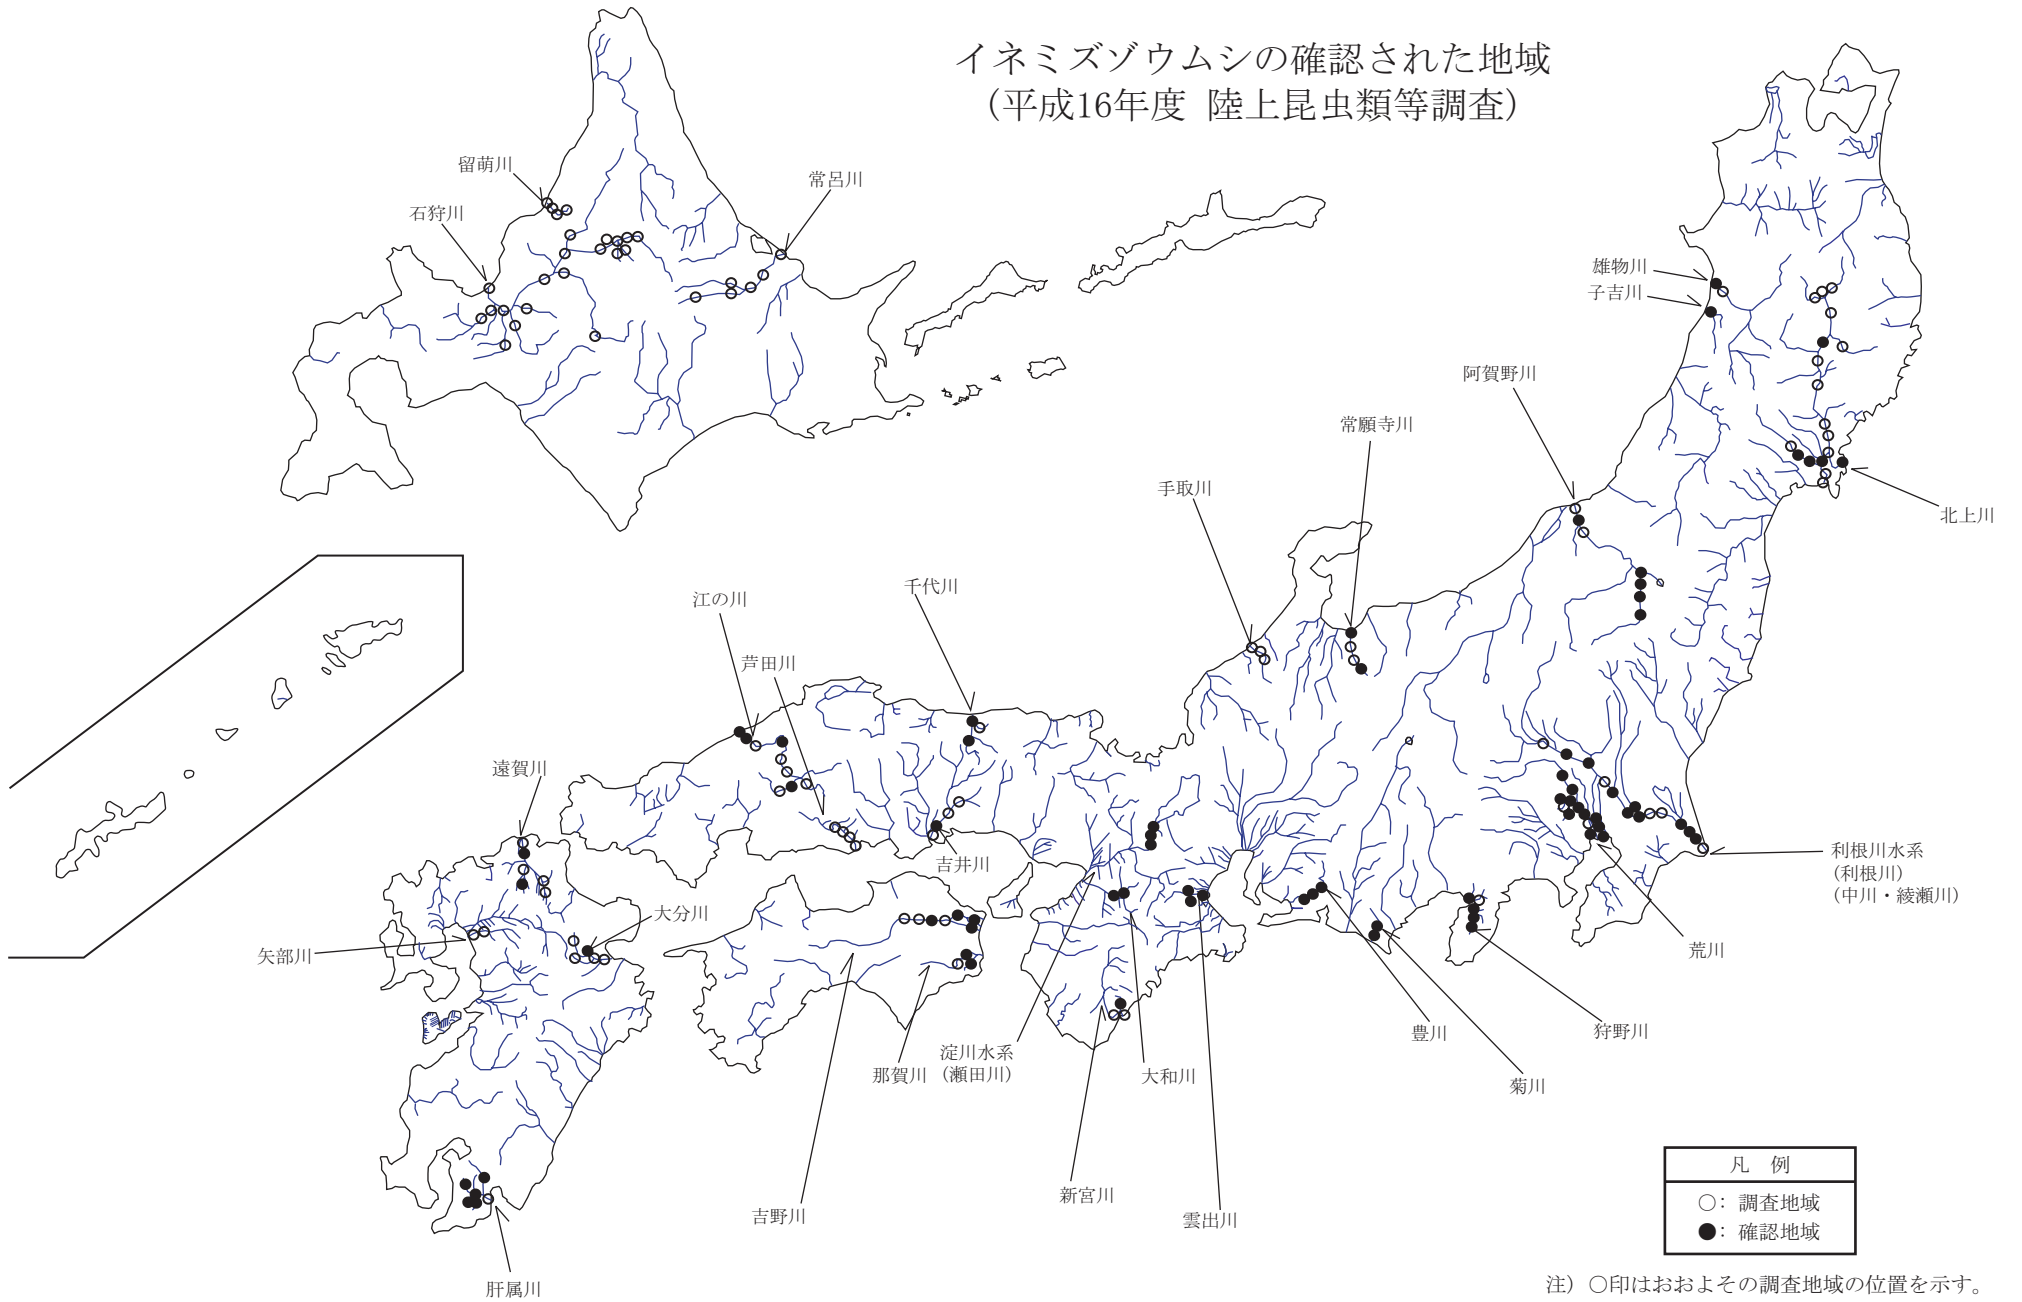 イネミズゾウムシの確認された地域
（平成16年度 陸上昆虫類等調査）
留萌川
常呂川
石狩川
雄物川
子吉川
阿賀野川
常願寺川
手取川
北上川
千代川
江の川
芦田川
遠賀川
吉井川
利根川水系
（利根川）
（中川・綾瀬川）
大分川
矢部川
荒川
豊川
狩野川
淀川水系
（瀬田川）
那賀川
大和川
菊川
新宮川
吉野川
雲出川
肝属川
凡 例
○： 調査地域
●： 確認地域
注）○印はおおよその調査地域の位置を示す。